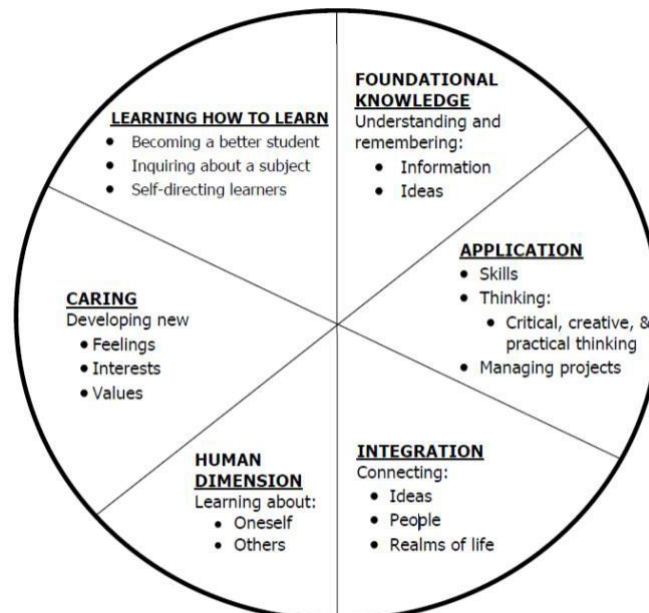 FOUNDATIONAL
KNOWLEDGE
Understanding and
remembering:
• Information
• Ideas
APPLICATION
• Skills
• Thinking:
• Critical, creative, &
practical thinking
• Managing projects
INTEGRATION
Connecting:
• Ideas
• People
• Realms of life
HUMAN
DIMENSION
Learning about:
• Oneself
• Others
CARING
Developing new
• Feelings
• Interests
• Values
LEARNING HOW TO LEARN
• Becoming a better student
• Inquiring about a subject
• Self-directing learners